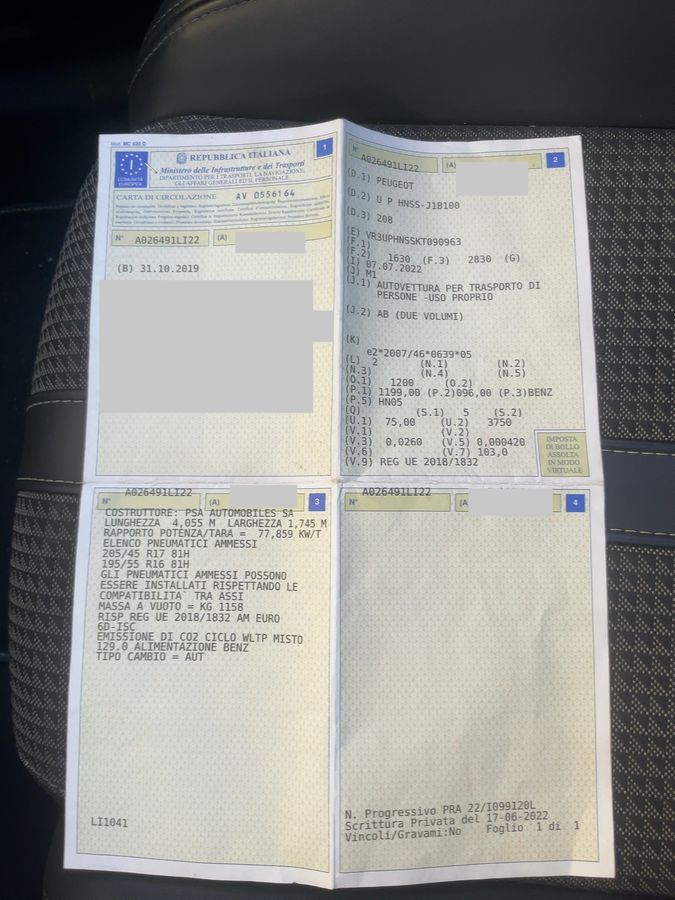 Mod. MC 820 D
1
REPUBBLICA ITALIANA
Ministero delle Infrastrutture e dei Trasporti
DIPARTIMENTO PER I TRASPORTI, LA NAVIGAZIONE,
GLI AFFARI GENERALI ED IL PERSONALE
COMUNITÀ
EUROPEA
CARTA DI CIRCOLAZIONE AV 0556164
N° A026491LI22 (A)
(B) 31.10.2019
N° A026491LI22 (A) 2
(D.1) PEUGEOT
(D.2) U P HNSS-J1B100
(D.3) 208
(E) VR3UPHNSSKT090963
(F.1)
(F.2) 1630 (F.3) 2830 (G)
(I) 07.07.2022
(J) M1
(J.1) AUTOVETTURA PER TRASPORTO DI
PERSONE -USO PROPRIO
(J.2) AB (DUE VOLUMI)
(K)
e2*2007/46*0639*05
(L) 2 (N.1) (N.2)
(N.3) (N.4) (N.5)
(O.1) 1200 (O.2)
(P.1) 1199,00 (P.2)096,00 (P.3)BENZ
(P.5) HN05
(Q) (S.1) 5 (S.2)
(U.1) 75,00 (U.2) 3750
(V.1) (V.2)
(V.3) 0,0260 (V.5) 0,000420
(V.6) (V.7) 103,0
(V.9) REG UE 2018/1832
IMPOSTA
DI BOLLO
ASSOLTA
IN MODO
VIRTUALE
A026491LI22
N° (A) 3
COSTRUTTORE: PSA AUTOMOBILES SA
LUNGHEZZA 4,055 M LARGHEZZA 1,745 M
RAPPORTO POTENZA/TARA = 77,859 KW/T
ELENCO PNEUMATICI AMMESSI
205/45 R17 81H
195/55 R16 81H
GLI PNEUMATICI AMMESSI POSSONO
ESSERE INSTALLATI RISPETTANDO LE
COMPATIBILITA` TRA ASSI
MASSA A VUOTO = KG 1158
RISP REG UE 2018/1832 AM EURO
6D-ISC
EMISSIONE DI CO2 CICLO WLTP MISTO
129.0 ALIMENTAZIONE BENZ
TIPO CAMBIO = AUT
LI1041
A026491LI22
N° (A) 4
N. Progressivo PRA 22/I099120L
Scrittura Privata del 17-06-2022
Vincoli/Gravami:No Foglio 1 di 1